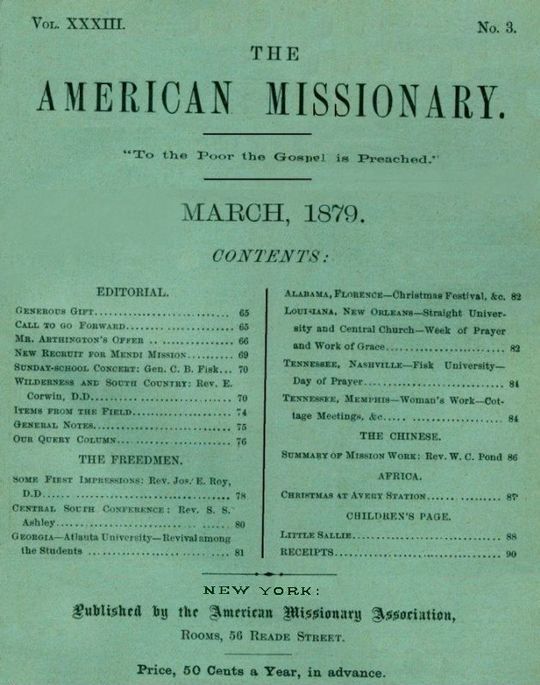 VOL. XXXIII.
No. 3.
THE
AMERICAN MISSIONARY.
"To the Poor the Gospel is Preached."
MARCH, 1879.
CONTENTS:
EDITORIAL.
GENEROUS GIFT.................... 65
CALL TO GO FORWARD.................... 65
MR. ARTHINGTON'S OFFER .................... 66
NEW RECRUIT FOR MENDI MISSION............ 69
SUNDAY-SCHOOL CONCERT: GEN. C. B. FISK... 70
WILDERNESS AND SOUTH COUNTRY: REV. E.
CORWIN, D.D.................... 70
ITEMS FROM THE FIELD.................... 74
GENERAL NOTES.................... 75
OUR QUERY COLUMN.................... 76
THE FREEDMEN.
SOME FIRST IMPRESSIONS: REV. JOS. E. ROY,
D.D.................... 78
CENTRAL SOUTH CONFERENCE: REV. S. S.
ASHLEY.................... 80
GEORGIA—Atlanta University—Revival among
the Students .................... 81
ALABAMA, FLORENCE—Christmas Festival, &c. 82
LOUISIANA, NEW ORLEANS—Straight Univer-
sity and Central Church—Week of Prayer
and Work of Grace.................... 82
TENNESSEE, NASHVILLE—Fisk University—
Day of Prayer.................... 84
TENNESSEE, MEMPHIS—Woman's Work—Cot-
tage Meetings, &c.................... 84
THE CHINESE.
SUMMARY OF MISSION WORK: REV. W. C. POND 86
AFRICA.
CHRISTMAS AT AVERY STATION............ 87
CHILDREN'S PAGE.
LITTLE SALLIE.................... 88
RECEIPTS.................... 90
NEW YORK:
Published by the American Missionary Association,
ROOMS, 56 READE STREET.
Price, 50 Cents a Year, in advance.